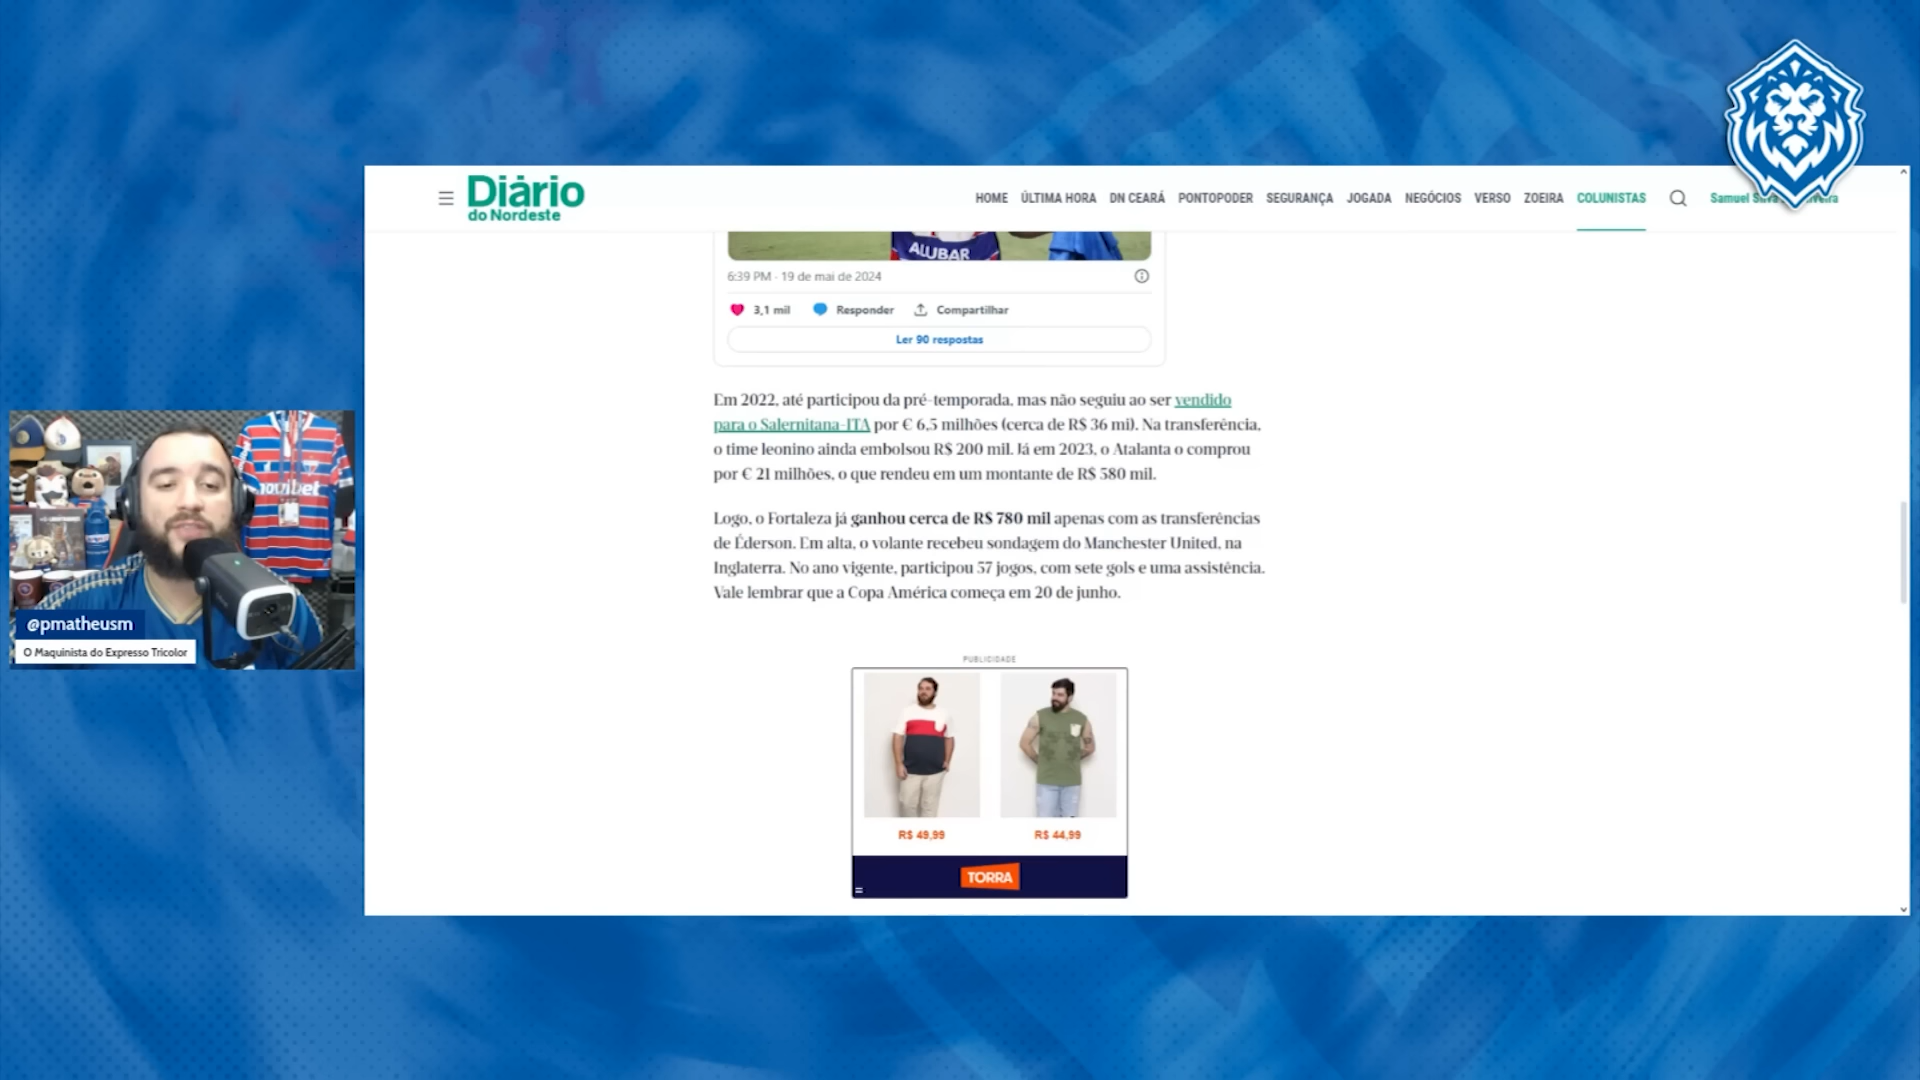 Diário
do Nordeste
HOME ÚLTIMA HORA DN CEARÁ PONTOPODER SEGURANÇA JOGADA NEGÓCIOS VERSO ZOEIRA COLUNISTAS
Samuel
ALUBAR
6:39 PM · 19 de mai de 2024
3,1 mil Responder Compartilhar
Ler 90 respostas
Em 2022, até participou da pré-temporada, mas não seguiu ao ser vendido
para o Salernitana-ITA por € 6,5 milhões (cerca de R$ 36 mi). Na transferência,
o time leonino ainda embolsou R$ 200 mil. Já em 2023, o Atalanta o comprou
por € 21 milhões, o que rendeu em um montante de R$ 580 mil.
Logo, o Fortaleza já ganhou cerca de R$ 780 mil apenas com as transferências
de Éderson. Em alta, o volante recebeu sondagem do Manchester United, na
Inglaterra. No ano vigente, participou 57 jogos, com sete gols e uma assistência.
Vale lembrar que a Copa América começa em 20 de junho.
novibet
@pmatheusm
O Maquinista do Expresso Tricolor
PUBLICIDADE
R$ 49,99 R$ 44,99
TORRA